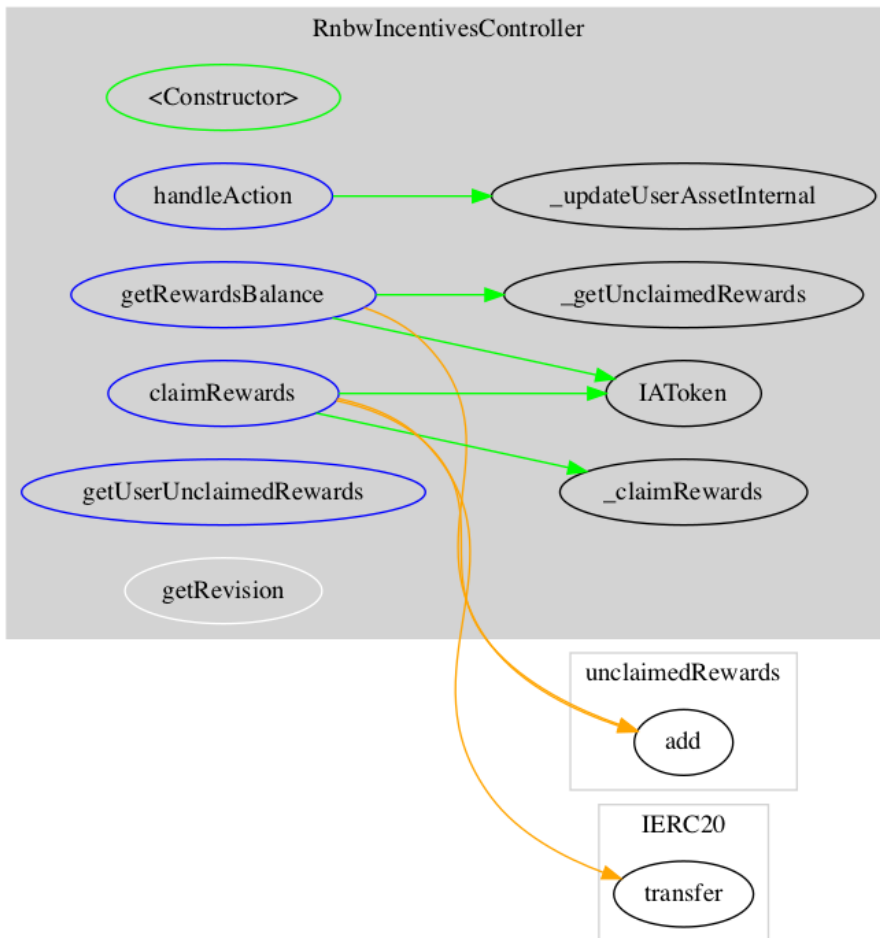 RnbwIncentivesController
<Constructor>
handleAction
_updateUserAssetInternal
getRewardsBalance
_getUnclaimedRewards
claimRewards
IAToken
getUserUnclaimedRewards
_claimRewards
getRevision
unclaimedRewards
add
IERC20
transfer